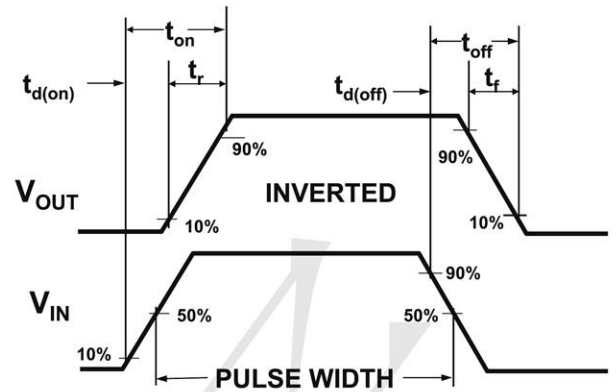 t_on
t_off
t_d(on)
t_r
t_d(off)
t_f
90%
90%
V_OUT
INVERTED
10%
10%
90%
V_IN
50%
50%
10%
PULSE WIDTH